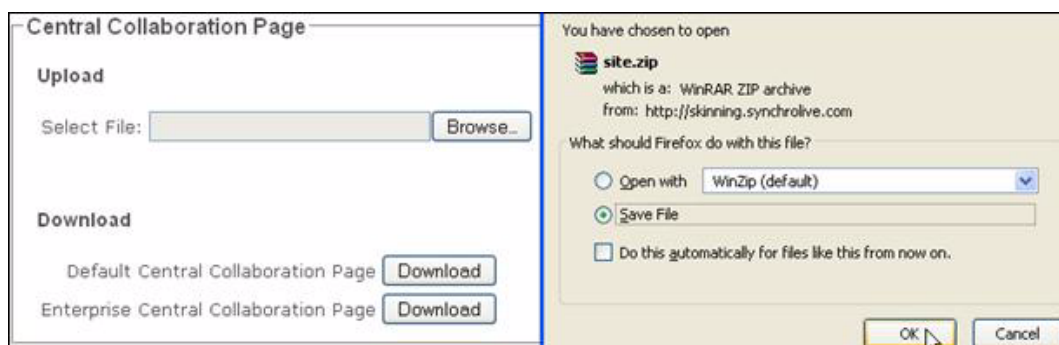 Central Collaboration Page
Upload
Select File: Browse...
Download
Default Central Collaboration Page Download
Enterprise Central Collaboration Page Download
You have chosen to open
site.zip
which is a: WinRAR ZIP archive
from: http://skinning.synchrolive.com
What should Firefox do with this file?
Open with WinZip (default)
Save File
Do this automatically for files like this from now on.
OK Cancel